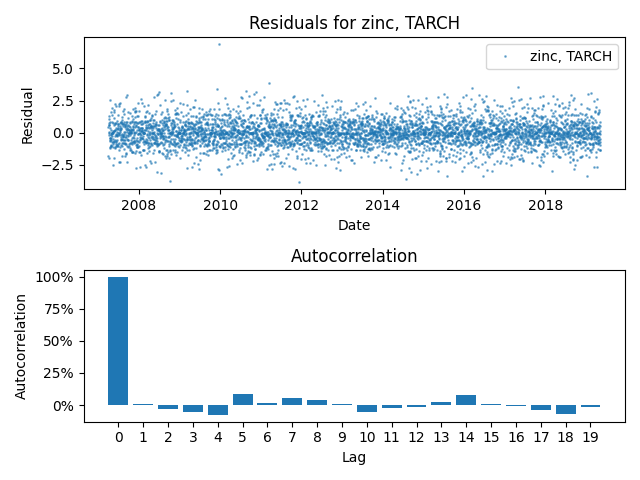 Residuals for zinc, TARCH
zinc, TARCH
Residual
5.0
2.5
0.0
−2.5
2008 2010 2012 2014 2016 2018
Date
Autocorrelation
Autocorrelation
100%
75%
50%
25%
0%
0 1 2 3 4 5 6 7 8 9 10 11 12 13 14 15 16 17 18 19
Lag